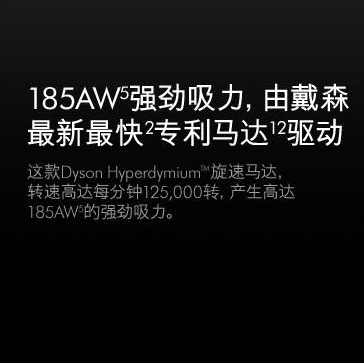 185AW⁵强劲吸力, 由戴森
最新最快²专利马达¹²驱动
这款Dyson Hyperdymium™旋速马达,
转速高达每分钟125,000转, 产生高达
185AW⁵的强劲吸力。